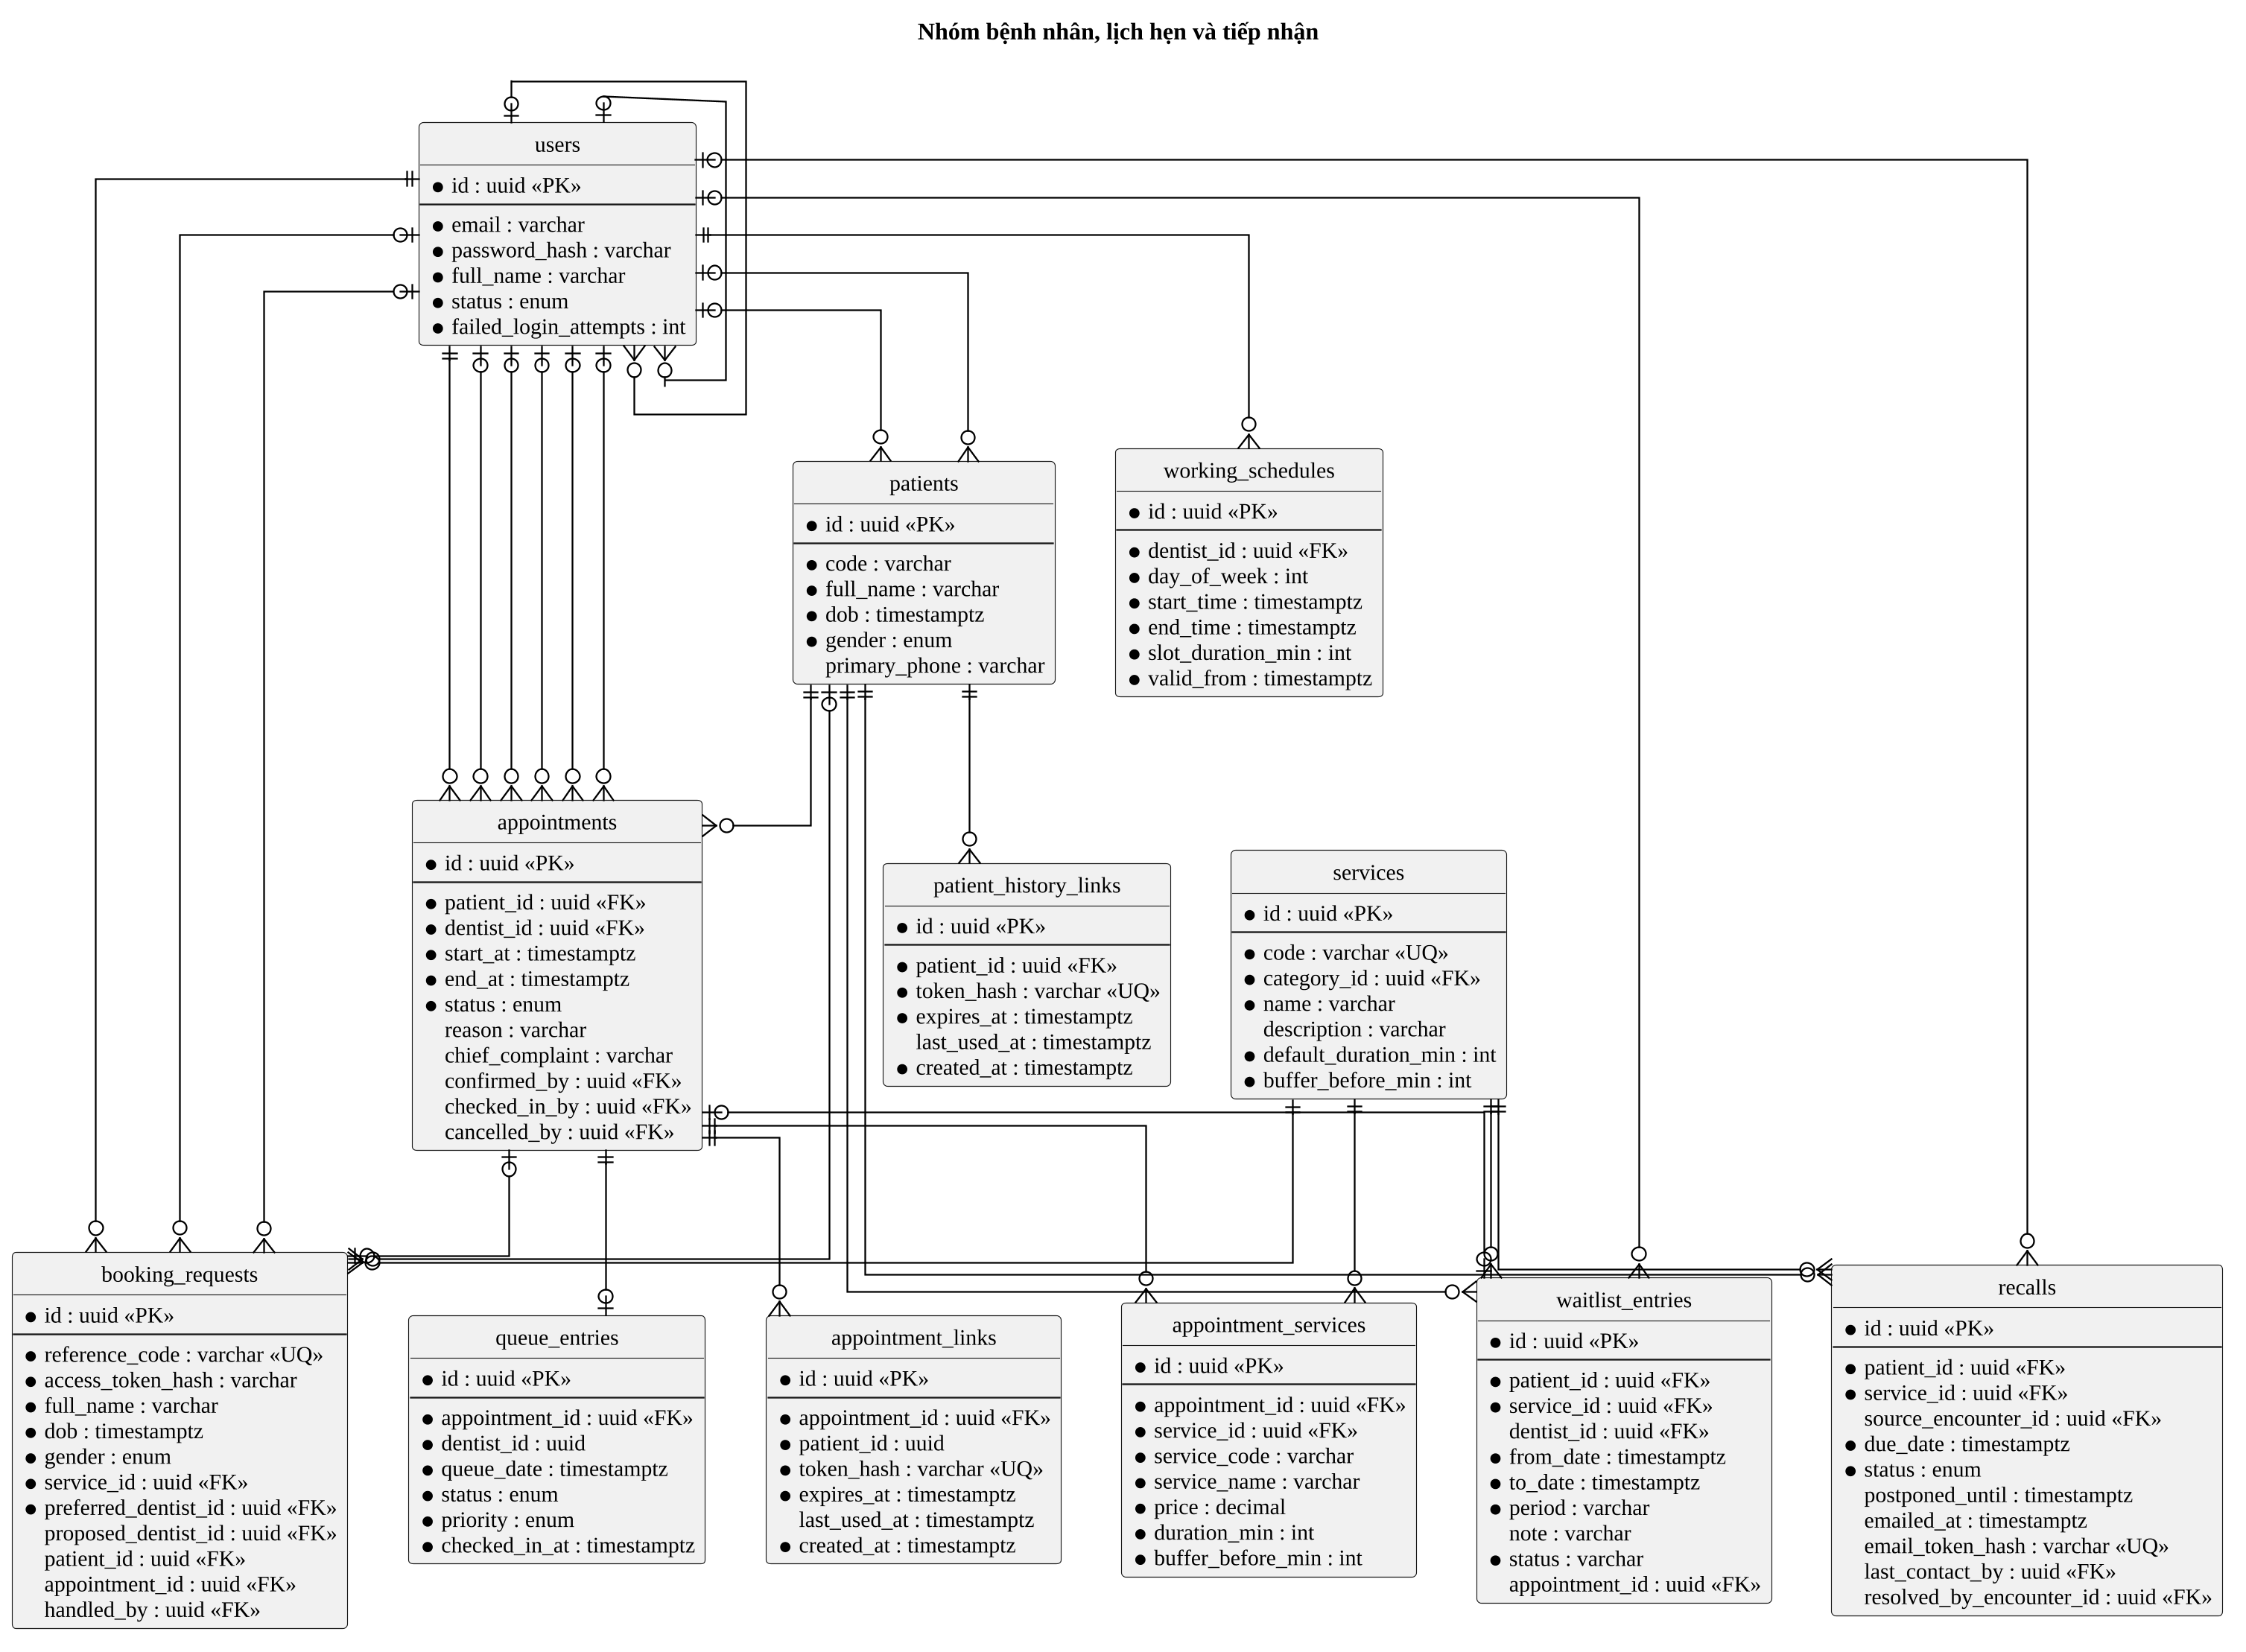 Nhóm bệnh nhân, lịch hẹn và tiếp nhận
users
id : uuid «PK»
email : varchar
password_hash : varchar
full_name : varchar
status : enum
failed_login_attempts : int
patients
id : uuid «PK»
code : varchar
full_name : varchar
dob : timestamptz
gender : enum
primary_phone : varchar
working_schedules
id : uuid «PK»
dentist_id : uuid «FK»
day_of_week : int
start_time : timestamptz
end_time : timestamptz
slot_duration_min : int
valid_from : timestamptz
appointments
id : uuid «PK»
patient_id : uuid «FK»
dentist_id : uuid «FK»
start_at : timestamptz
end_at : timestamptz
status : enum
reason : varchar
chief_complaint : varchar
confirmed_by : uuid «FK»
checked_in_by : uuid «FK»
cancelled_by : uuid «FK»
patient_history_links
id : uuid «PK»
patient_id : uuid «FK»
token_hash : varchar «UQ»
expires_at : timestamptz
last_used_at : timestamptz
created_at : timestamptz
services
id : uuid «PK»
code : varchar «UQ»
category_id : uuid «FK»
name : varchar
description : varchar
default_duration_min : int
buffer_before_min : int
booking_requests
id : uuid «PK»
reference_code : varchar «UQ»
access_token_hash : varchar
full_name : varchar
dob : timestamptz
gender : enum
service_id : uuid «FK»
preferred_dentist_id : uuid «FK»
proposed_dentist_id : uuid «FK»
patient_id : uuid «FK»
appointment_id : uuid «FK»
handled_by : uuid «FK»
queue_entries
id : uuid «PK»
appointment_id : uuid «FK»
dentist_id : uuid
queue_date : timestamptz
status : enum
priority : enum
checked_in_at : timestamptz
appointment_links
id : uuid «PK»
appointment_id : uuid «FK»
patient_id : uuid
token_hash : varchar «UQ»
expires_at : timestamptz
last_used_at : timestamptz
created_at : timestamptz
appointment_services
id : uuid «PK»
appointment_id : uuid «FK»
service_id : uuid «FK»
service_code : varchar
service_name : varchar
price : decimal
duration_min : int
buffer_before_min : int
waitlist_entries
id : uuid «PK»
patient_id : uuid «FK»
service_id : uuid «FK»
dentist_id : uuid «FK»
from_date : timestamptz
to_date : timestamptz
period : varchar
note : varchar
status : varchar
appointment_id : uuid «FK»
recalls
id : uuid «PK»
patient_id : uuid «FK»
service_id : uuid «FK»
source_encounter_id : uuid «FK»
due_date : timestamptz
status : enum
postponed_until : timestamptz
emailed_at : timestamptz
email_token_hash : varchar «UQ»
last_contact_by : uuid «FK»
resolved_by_encounter_id : uuid «FK»